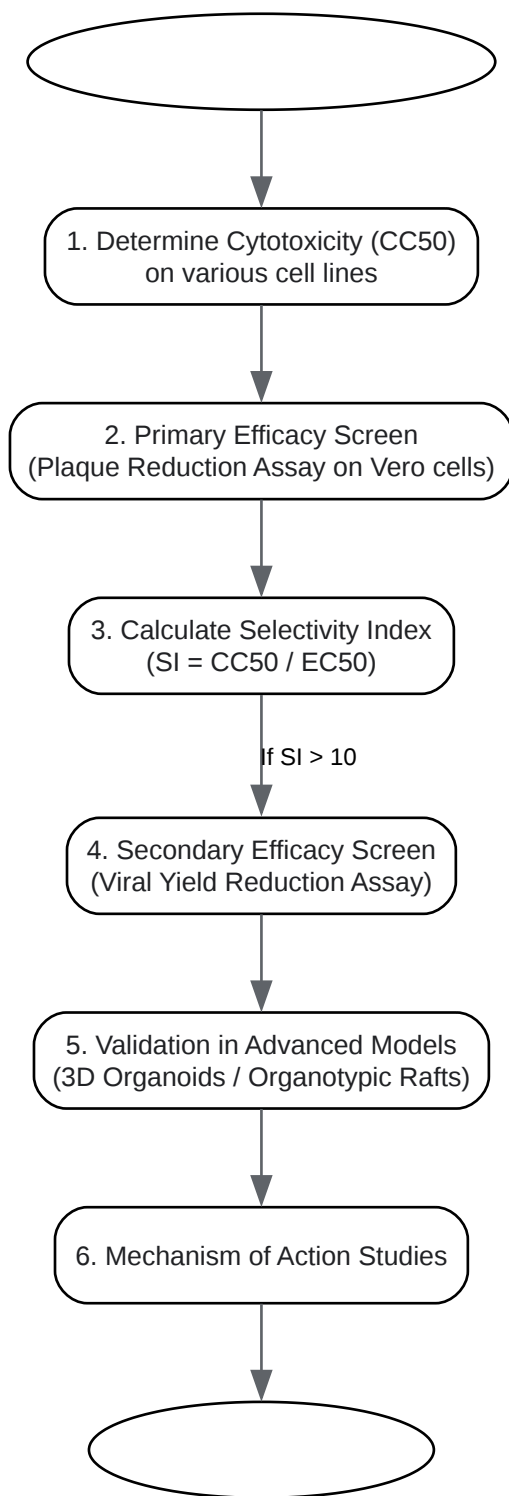 1. Determine Cytotoxicity (CC50)
on various cell lines
2. Primary Efficacy Screen
(Plaque Reduction Assay on Vero cells)
3. Calculate Selectivity Index
(SI = CC50 / EC50)
If SI > 10
4. Secondary Efficacy Screen
(Viral Yield Reduction Assay)
5. Validation in Advanced Models
(3D Organoids / Organotypic Rafts)
6. Mechanism of Action Studies